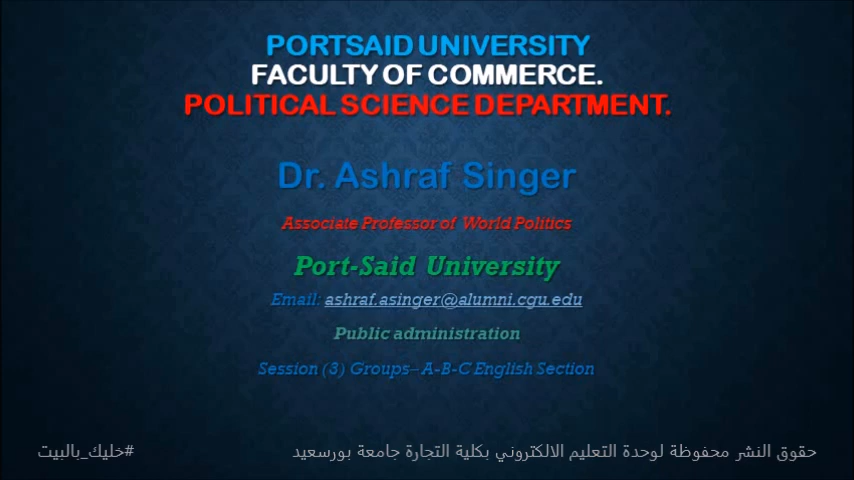 PORTSAID UNIVERSITY
FACULTY OF COMMERCE.
POLITICAL SCIENCE DEPARTMENT.
Dr. Ashraf Singer
Associate Professor of World Politics
Port-Said University
Email: ashraf.asinger@alumni.cgu.edu
Public administration
Session (3) Groups– A-B-C English Section
حقوق النشر محفوظة لوحدة التعليم الالكتروني بكلية التجارة جامعة بورسعيد #خليك_بالبيت